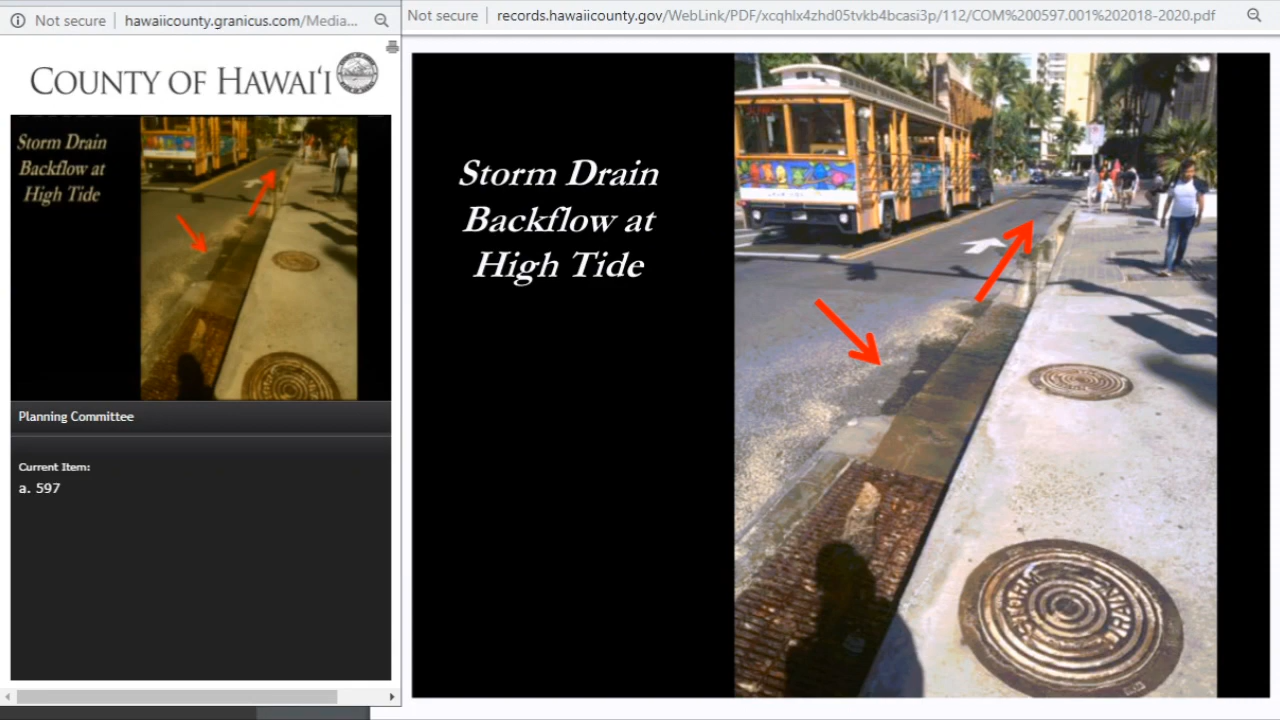 Not secure
hawaiicounty.granicus.com/Media...
COUNTY OF HAWAI‘I
Storm Drain
Backflow at
High Tide
Planning Committee
Current Item:
a. 597
Not secure
records.hawaiicounty.gov/WebLink/PDF/xcqhlx4zhd05tvkb4bcasi3p/112/COM%200597.001%202018-2020.pdf
Storm Drain
Backflow at
High Tide
STORM
DRAIN